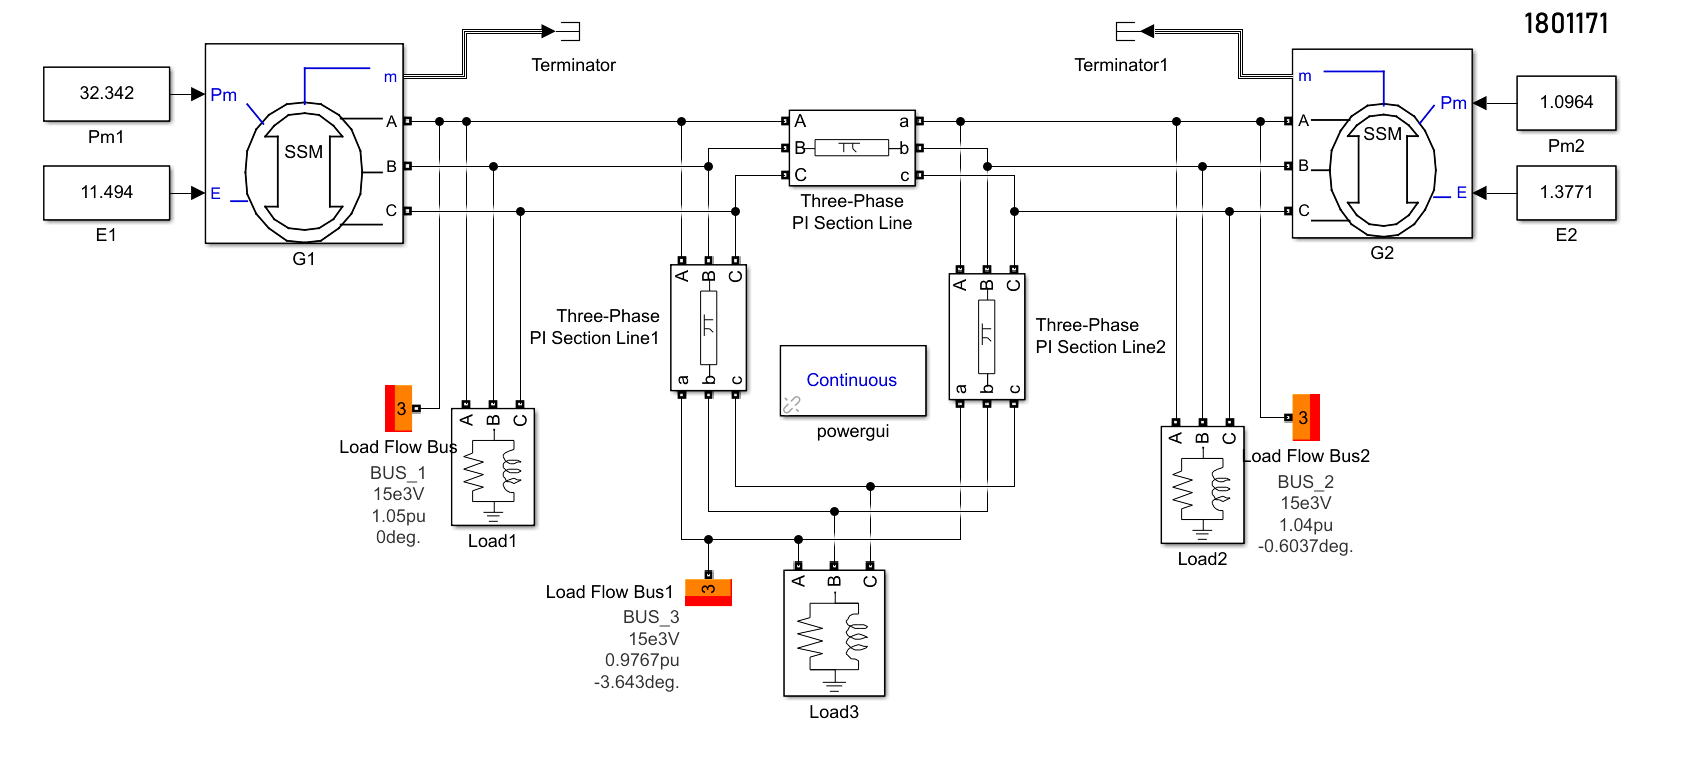 1801171
Terminator
Terminator1
32.342
Pm1
11.494
E1
Pm
E
m
A
B
C
SSM
G1
A
B
C
a
b
c
Three-Phase
PI Section Line
m
A
B
C
Pm
E
SSM
G2
1.0964
Pm2
1.3771
E2
A
B
C
a
b
c
Three-Phase
PI Section Line1
A
B
C
a
b
c
Three-Phase
PI Section Line2
Continuous
powergui
3
Load Flow Bus
BUS_1
15e3V
1.05pu
0deg.
A
B
C
Load1
3
Load Flow Bus2
BUS_2
15e3V
1.04pu
-0.6037deg.
A
B
C
Load2
3
Load Flow Bus1
BUS_3
15e3V
0.9767pu
-3.643deg.
A
B
C
Load3